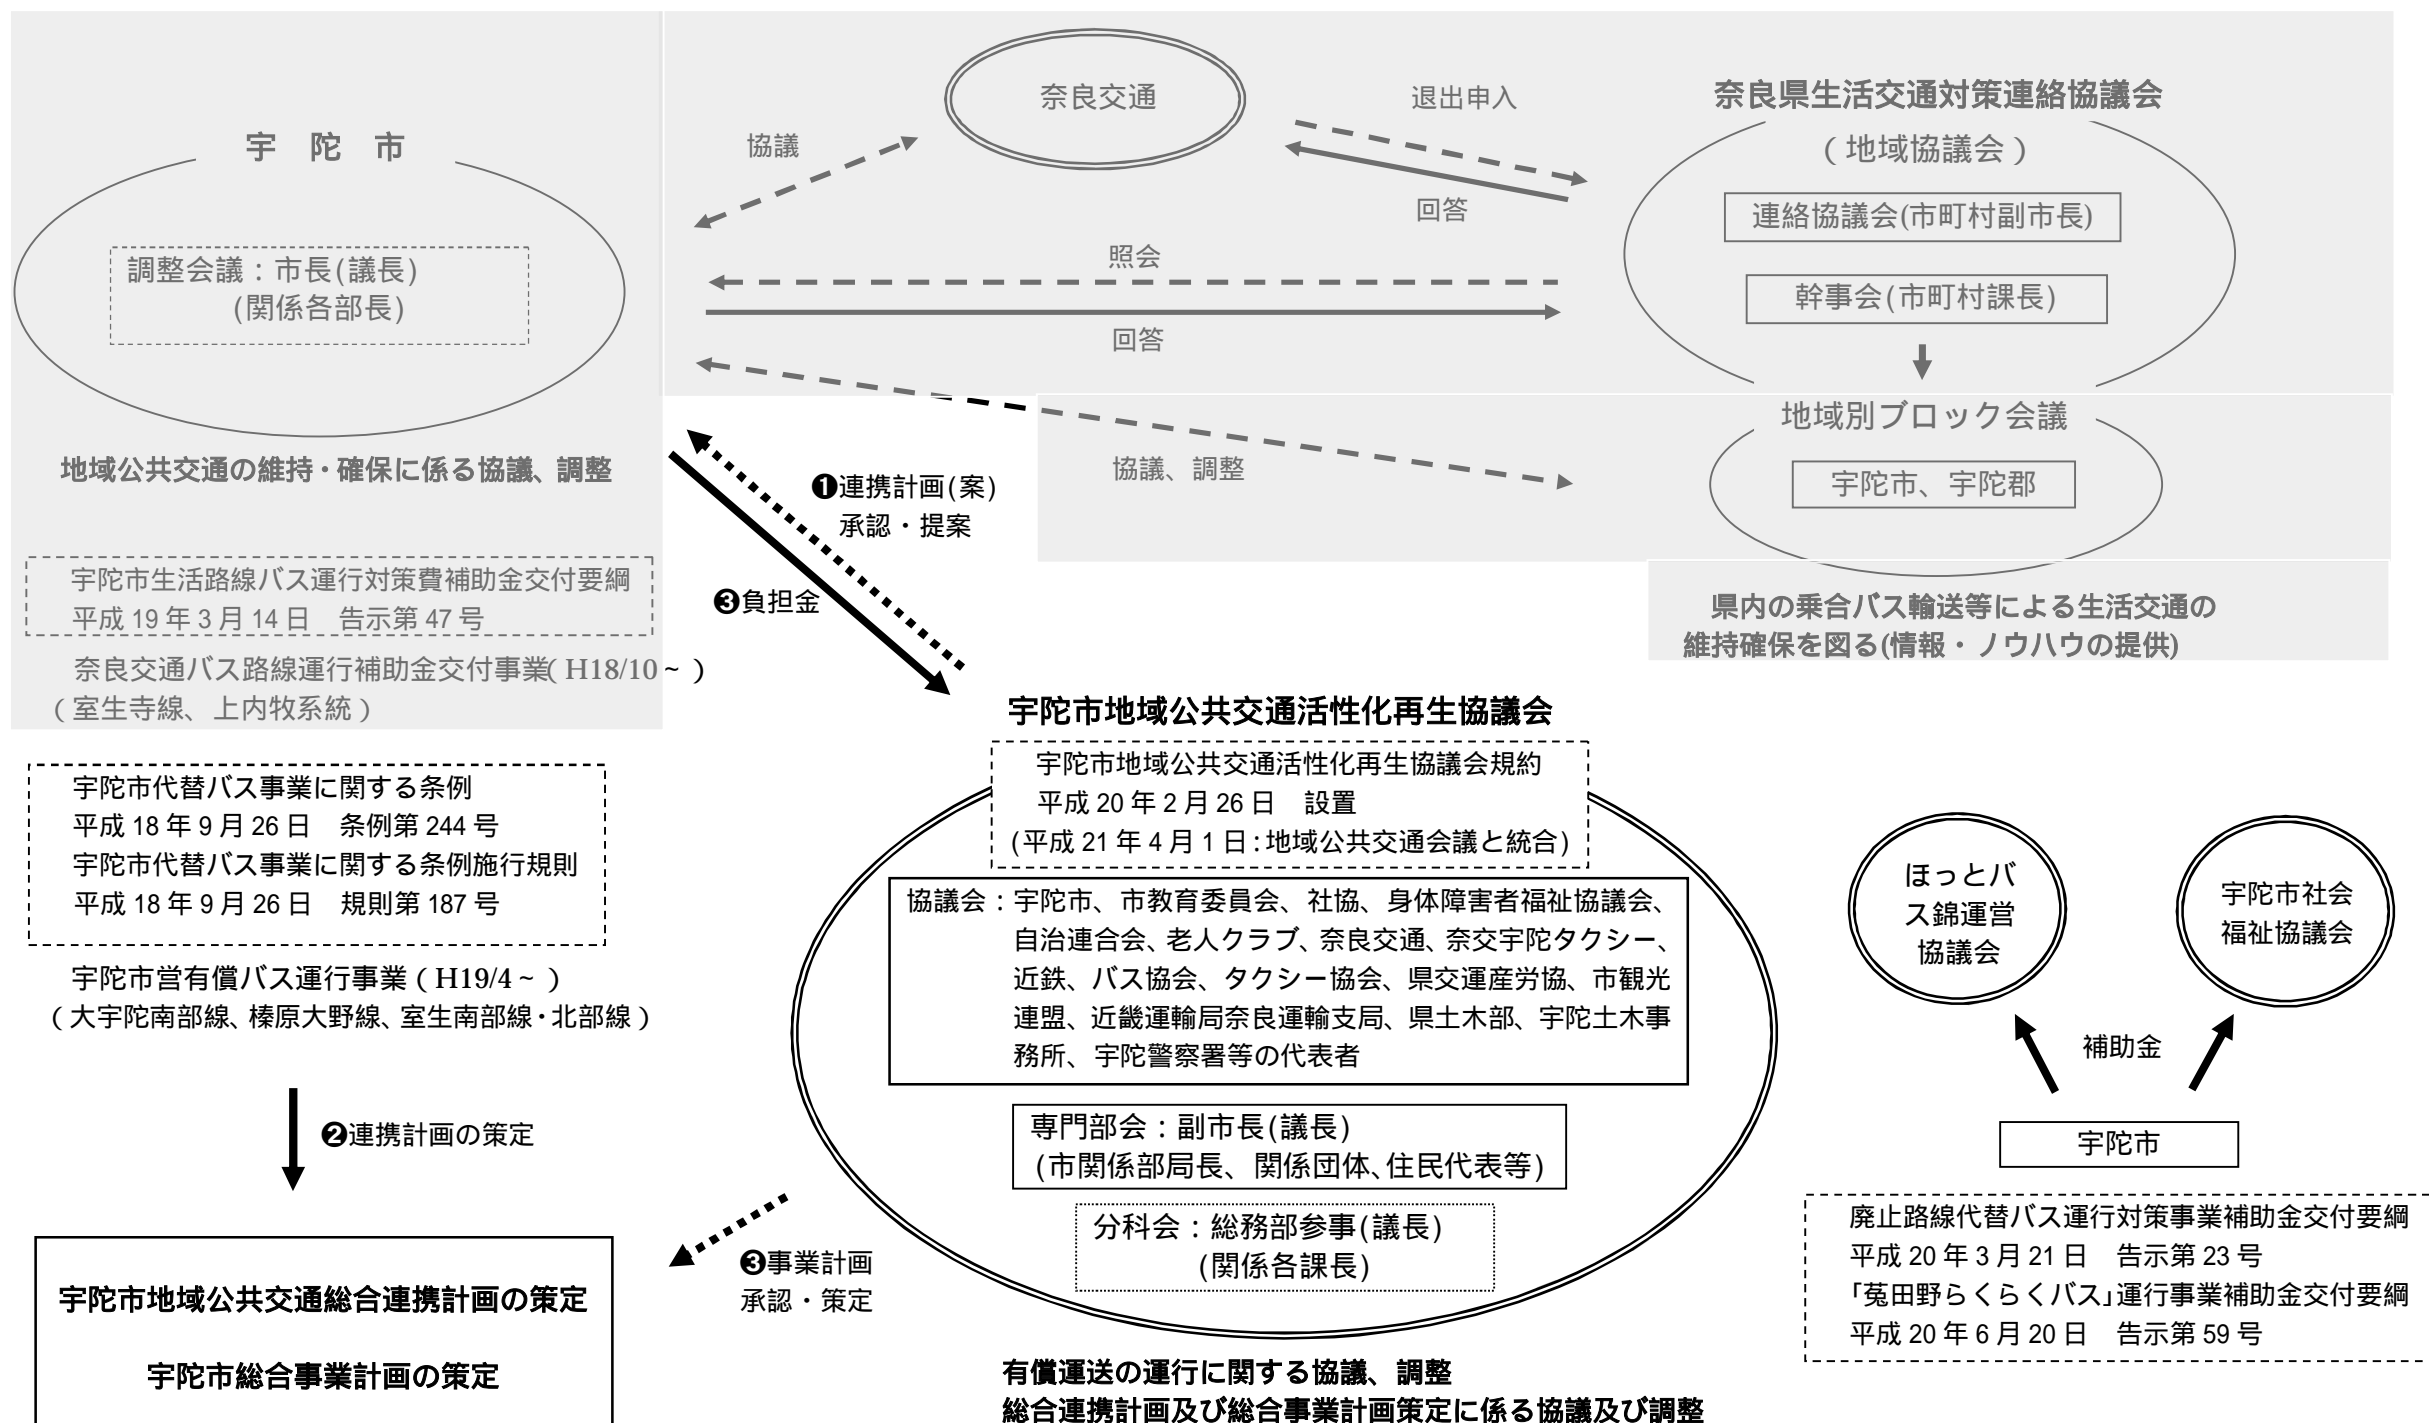 宇 陀 市
調整会議：市長(議長)
(関係各部長)
地域公共交通の維持・確保に係る協議、調整
宇陀市生活路線バス運行対策費補助金交付要綱
平成 19 年 3 月 14 日　告示第 47 号
奈良交通バス路線運行補助金交付事業(H18/10～)
(室生寺線、上内牧系統)
奈良交通
協議
退出申入
回答
照会
回答
協議、調整
奈良県生活交通対策連絡協議会
(地域協議会)
連絡協議会(市町村副市長)
幹事会(市町村課長)
地域別ブロック会議
宇陀市、宇陀郡
県内の乗合バス輸送等による生活交通の
維持確保を図る(情報・ノウハウの提供)
❶連携計画(案)
承認・提案
❸負担金
宇陀市代替バス事業に関する条例
平成 18 年 9 月 26 日　条例第 244 号
宇陀市代替バス事業に関する条例施行規則
平成 18 年 9 月 26 日　規則第 187 号
宇陀市営有償バス運行事業(H19/4～)
(大宇陀南部線、榛原大野線、室生南部線・北部線)
❷連携計画の策定
宇陀市地域公共交通総合連携計画の策定
宇陀市総合事業計画の策定
宇陀市地域公共交通活性化再生協議会
宇陀市地域公共交通活性化再生協議会規約
平成 20 年 2 月 26 日　設置
(平成 21 年 4 月 1 日：地域公共交通会議と統合)
協議会：宇陀市、市教育委員会、社協、身体障害者福祉協議会、
自治連合会、老人クラブ、奈良交通、奈交宇陀タクシー、
近鉄、バス協会、タクシー協会、県交運産労協、市観光
連盟、近畿運輸局奈良運輸支局、県土木部、宇陀土木事
務所、宇陀警察署等の代表者
専門部会：副市長(議長)
(市関係部局長、関係団体、住民代表等)
分科会：総務部参事(議長)
(関係各課長)
❸事業計画
承認・策定
有償運送の運行に関する協議、調整
総合連携計画及び総合事業計画策定に係る協議及び調整
ほっとバ
ス錦運営
協議会
宇陀市社会
福祉協議会
補助金
宇陀市
廃止路線代替バス運行対策事業補助金交付要綱
平成 20 年 3 月 21 日　告示第 23 号
「菟田野らくらくバス」運行事業補助金交付要綱
平成 20 年 6 月 20 日　告示第 59 号